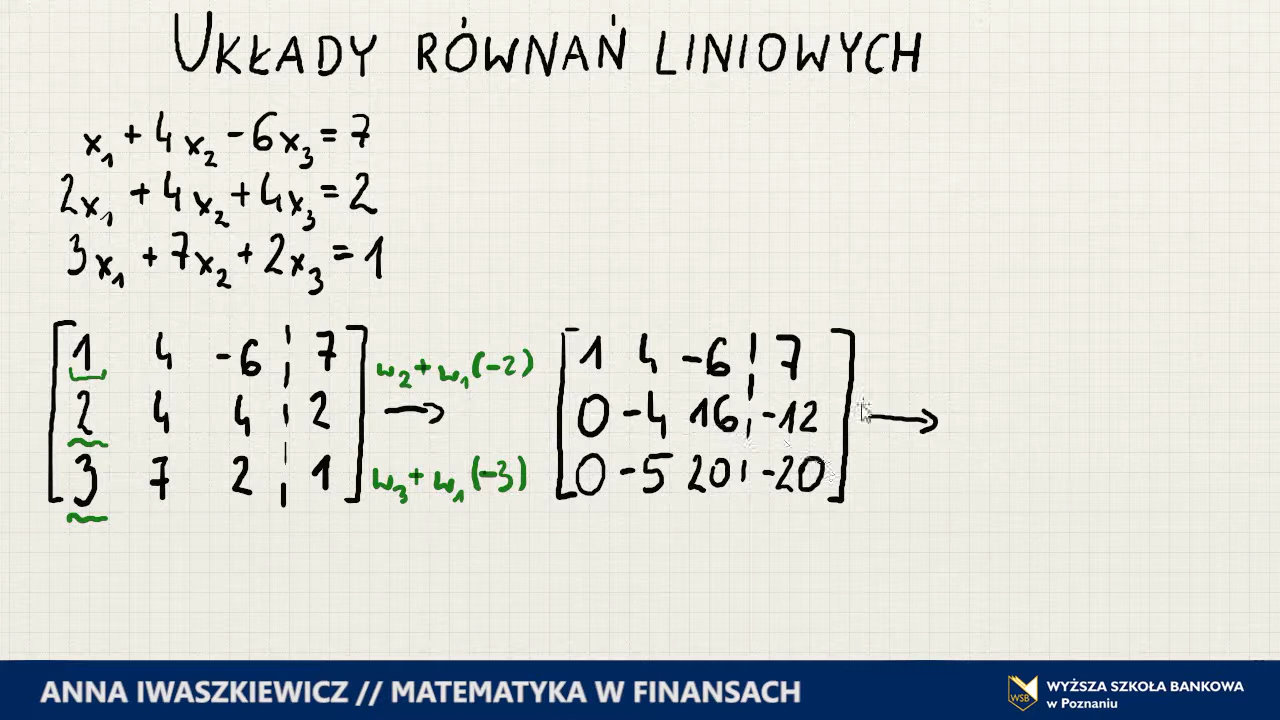 UKŁADY RÓWNAŃ LINIOWYCH
x₁ + 4x₂ - 6x₃ = 7
2x₁ + 4x₂ + 4x₃ = 2
3x₁ + 7x₂ + 2x₃ = 1
1 4 -6 ¦ 7 w₂ + w₁(-2) 1 4 -6 ¦ 7
2 4 4 ¦ 2 → 0 -4 16 ¦ -12 →
3 7 2 ¦ 1 w₃ + w₁(-3) 0 -5 20 ¦ -20
ANNA IWASZKIEWICZ // MATEMATYKA W FINANSACH
WSB
WYŻSZA SZKOŁA BANKOWA
w Poznaniu